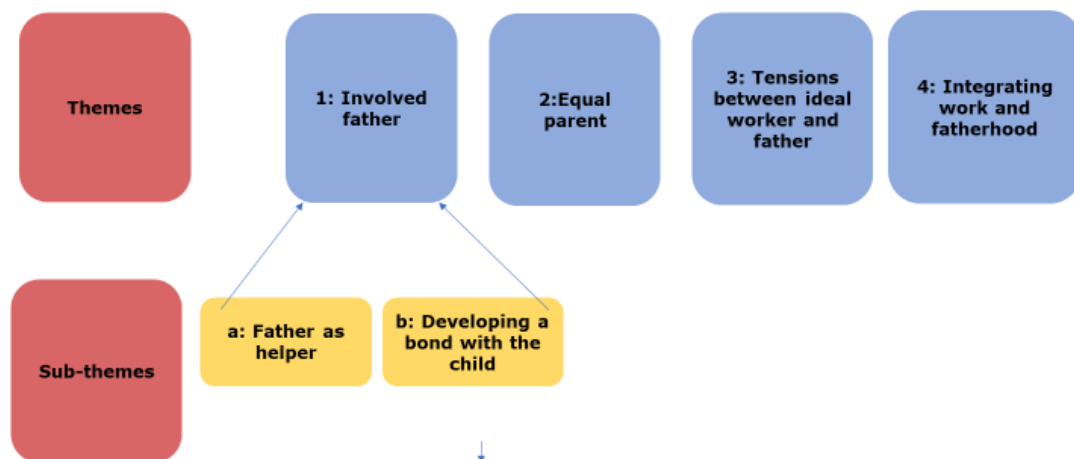 Themes
1: Involved
father
2:Equal
parent
3: Tensions
between ideal
worker and
father
4: Integrating
work and
fatherhood
Sub-themes
a: Father as
helper
b: Developing a
bond with the
child